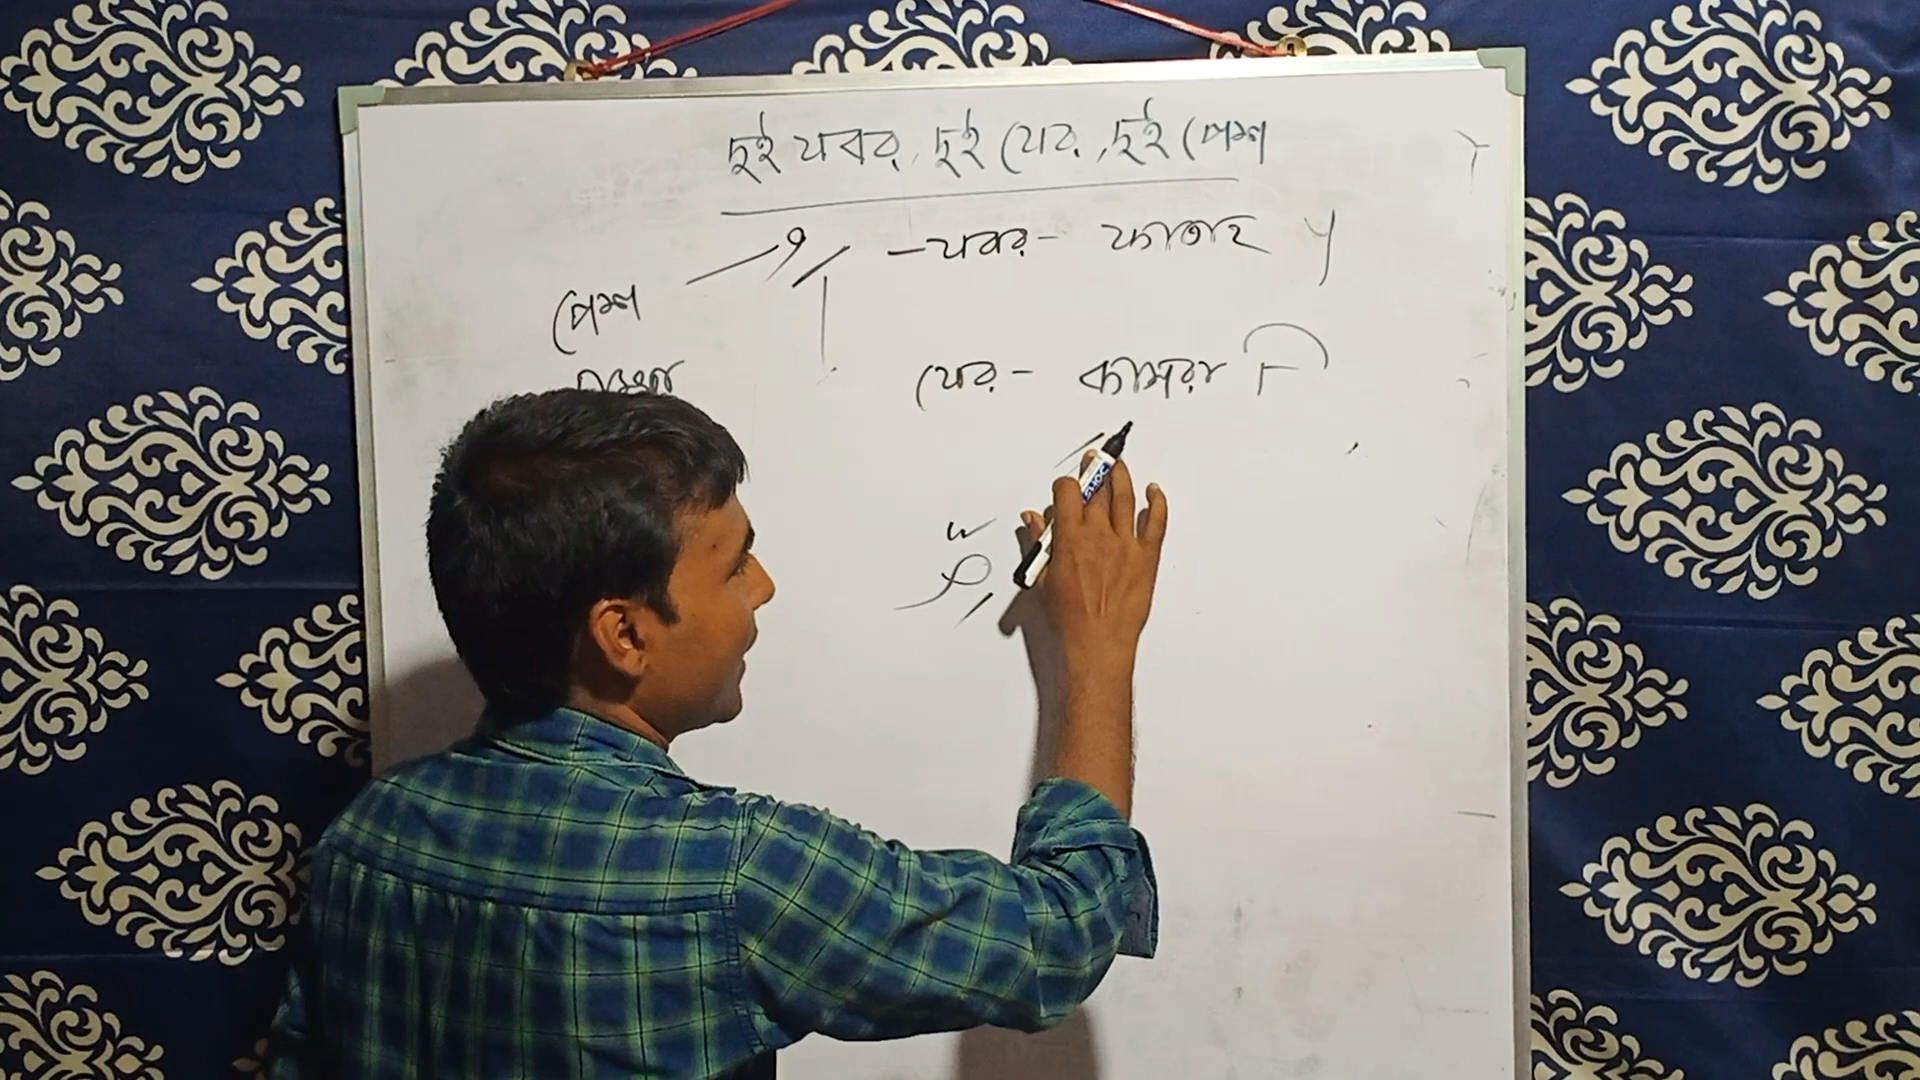 দুই যবর, দুই যের, দুই পেশ
- যবর - ফাতাহ
পেশ
যের - কাসরা